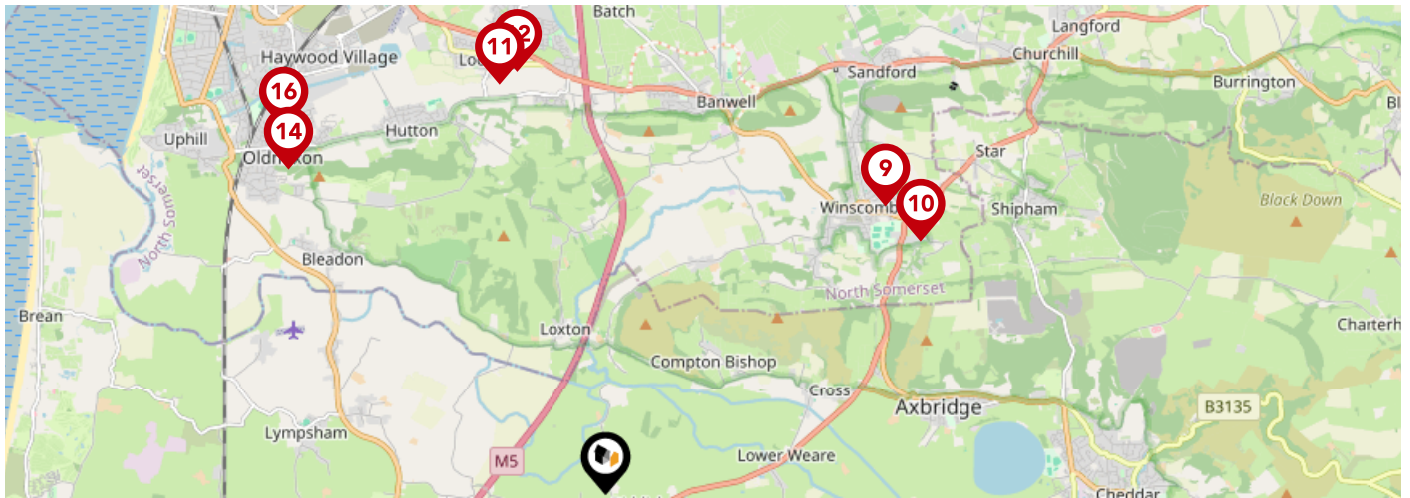 Batch
Langford
Haywood Village
11
2
Churchill
Sandford
Burrington
16
Banwell
Uphill
14
Hutton
Star
9
Winscomb
10
Shipham
Black Down
North Somerset
Bleadon
North Somerset
Brean
Loxton
Charterh
Compton Bishop
Cross
Axbridge
B3135
Lympsham
M5
Lower Weare
Cheddar